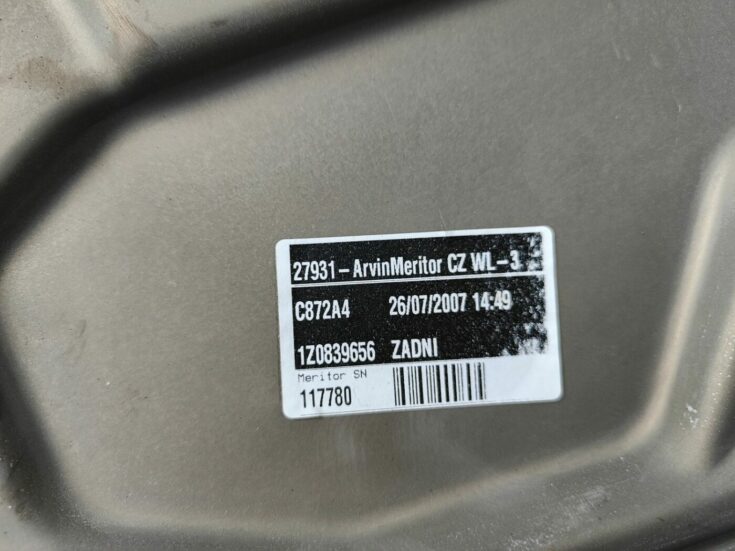 27931-ArvinMeritor CZ WL-3
C872A4 26/07/2007 14:49
1Z0839656 ZADNI
Meritor SN
117780